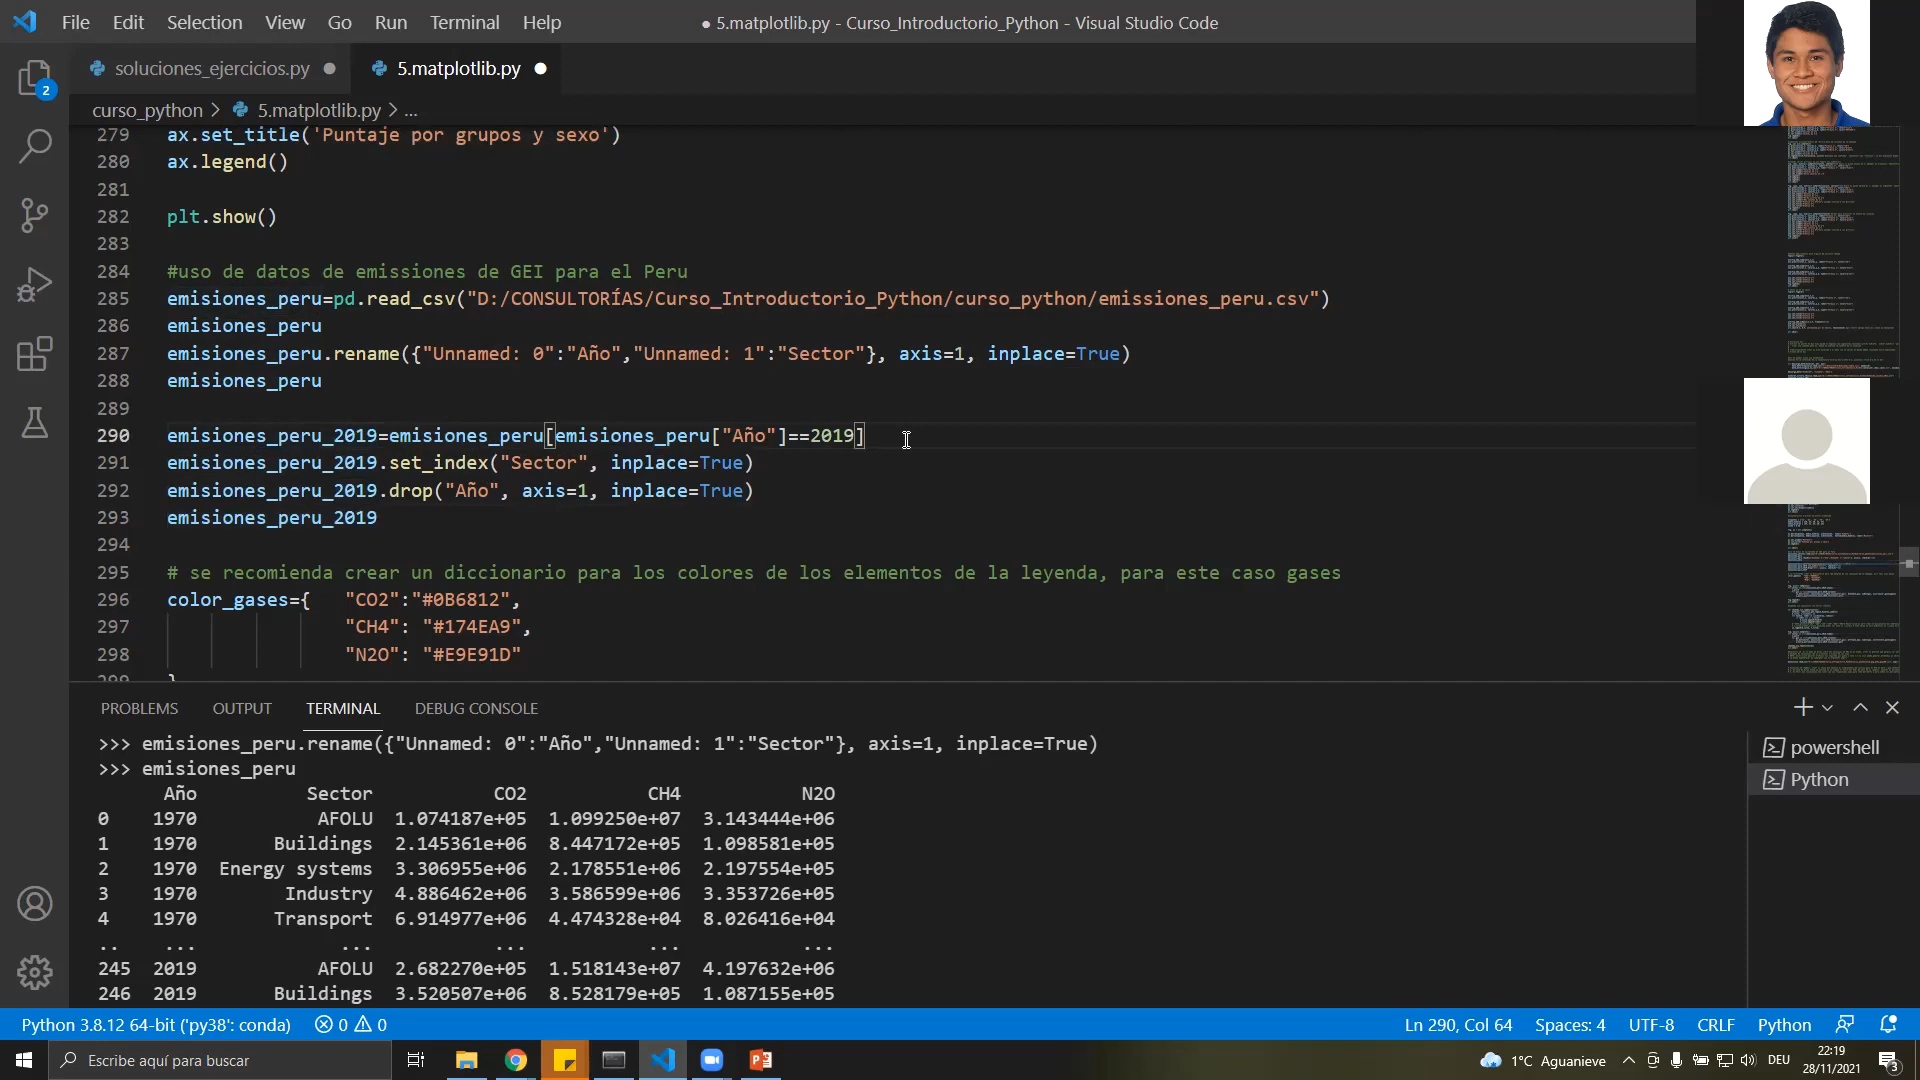 File Edit Selection View Go Run Terminal Help
● 5.matplotlib.py - Curso_Introductorio_Python - Visual Studio Code
soluciones_ejercicios.py
5.matplotlib.py
2
curso_python > 5.matplotlib.py > ...
279 ax.set_title('Puntaje por grupos y sexo')
280 ax.legend()
281
282 plt.show()
283
284 #uso de datos de emissiones de GEI para el Peru
285 emisiones_peru=pd.read_csv("D:/CONSULTORÍAS/Curso_Introductorio_Python/curso_python/emissiones_peru.csv")
286 emisiones_peru
287 emisiones_peru.rename({"Unnamed: 0":"Año","Unnamed: 1":"Sector"}, axis=1, inplace=True)
288 emisiones_peru
289
290 emisiones_peru_2019=emisiones_peru[emisiones_peru["Año"]==2019]
291 emisiones_peru_2019.set_index("Sector", inplace=True)
292 emisiones_peru_2019.drop("Año", axis=1, inplace=True)
293 emisiones_peru_2019
294
295 # se recomienda crear un diccionario para los colores de los elementos de la leyenda, para este caso gases
296 color_gases={ "CO2":"#0B6812",
297 "CH4": "#174EA9",
298 "N2O": "#E9E91D"
299 }
PROBLEMS OUTPUT TERMINAL DEBUG CONSOLE
>>> emisiones_peru.rename({"Unnamed: 0":"Año","Unnamed: 1":"Sector"}, axis=1, inplace=True)
>>> emisiones_peru
Año Sector CO2 CH4 N2O
0 1970 AFOLU 1.074187e+05 1.099250e+07 3.143444e+06
1 1970 Buildings 2.145361e+06 8.447172e+05 1.098581e+05
2 1970 Energy systems 3.306955e+06 2.178551e+06 2.197554e+05
3 1970 Industry 4.886462e+06 3.586599e+06 3.353726e+05
4 1970 Transport 6.914977e+06 4.474328e+04 8.026416e+04
.. ... ... ... ... ...
245 2019 AFOLU 2.682270e+05 1.518143e+07 4.197632e+06
246 2019 Buildings 3.520507e+06 8.528179e+05 1.087155e+05
powershell
Python
Python 3.8.12 64-bit ('py38': conda) 0 0
Ln 290, Col 64 Spaces: 4 UTF-8 CRLF Python
Escribe aquí para buscar
1°C Aguanieve
DEU
22:19
28/11/2021
3